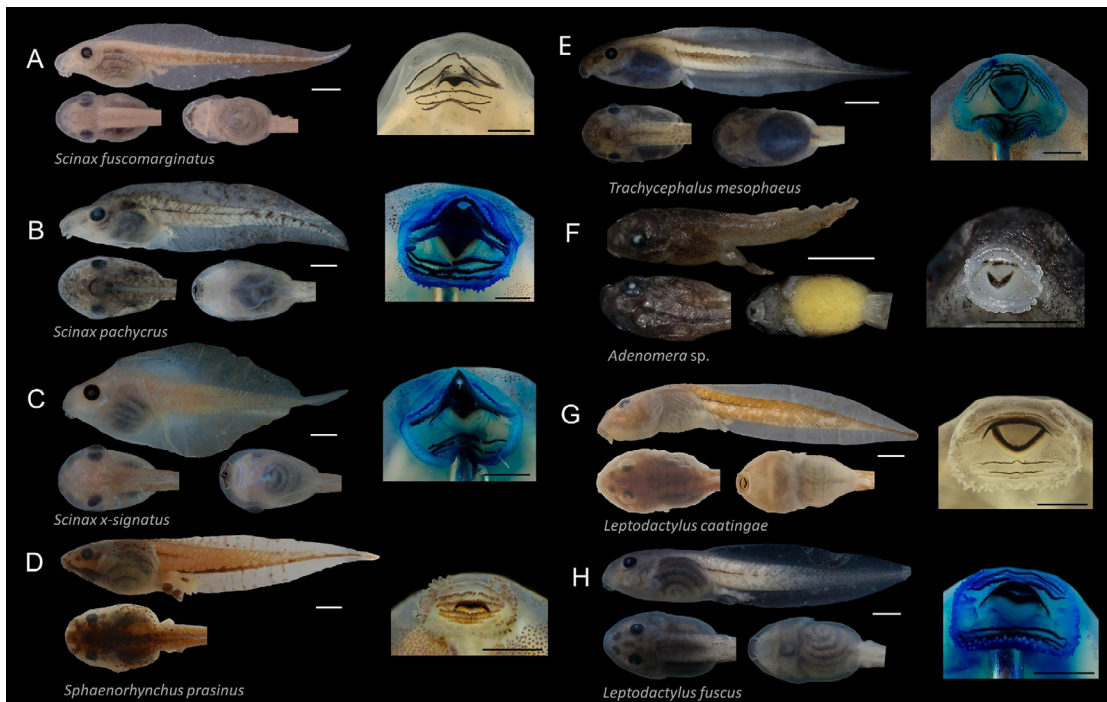 A
Scinax fuscomarginatus
B
Scinax pachycrus
C
Scinax x-signatus
D
Sphaenorhynchus prasinus
E
Trachycephalus mesophaeus
F
Adenomera sp.
G
Leptodactylus caatingae
H
Leptodactylus fuscus